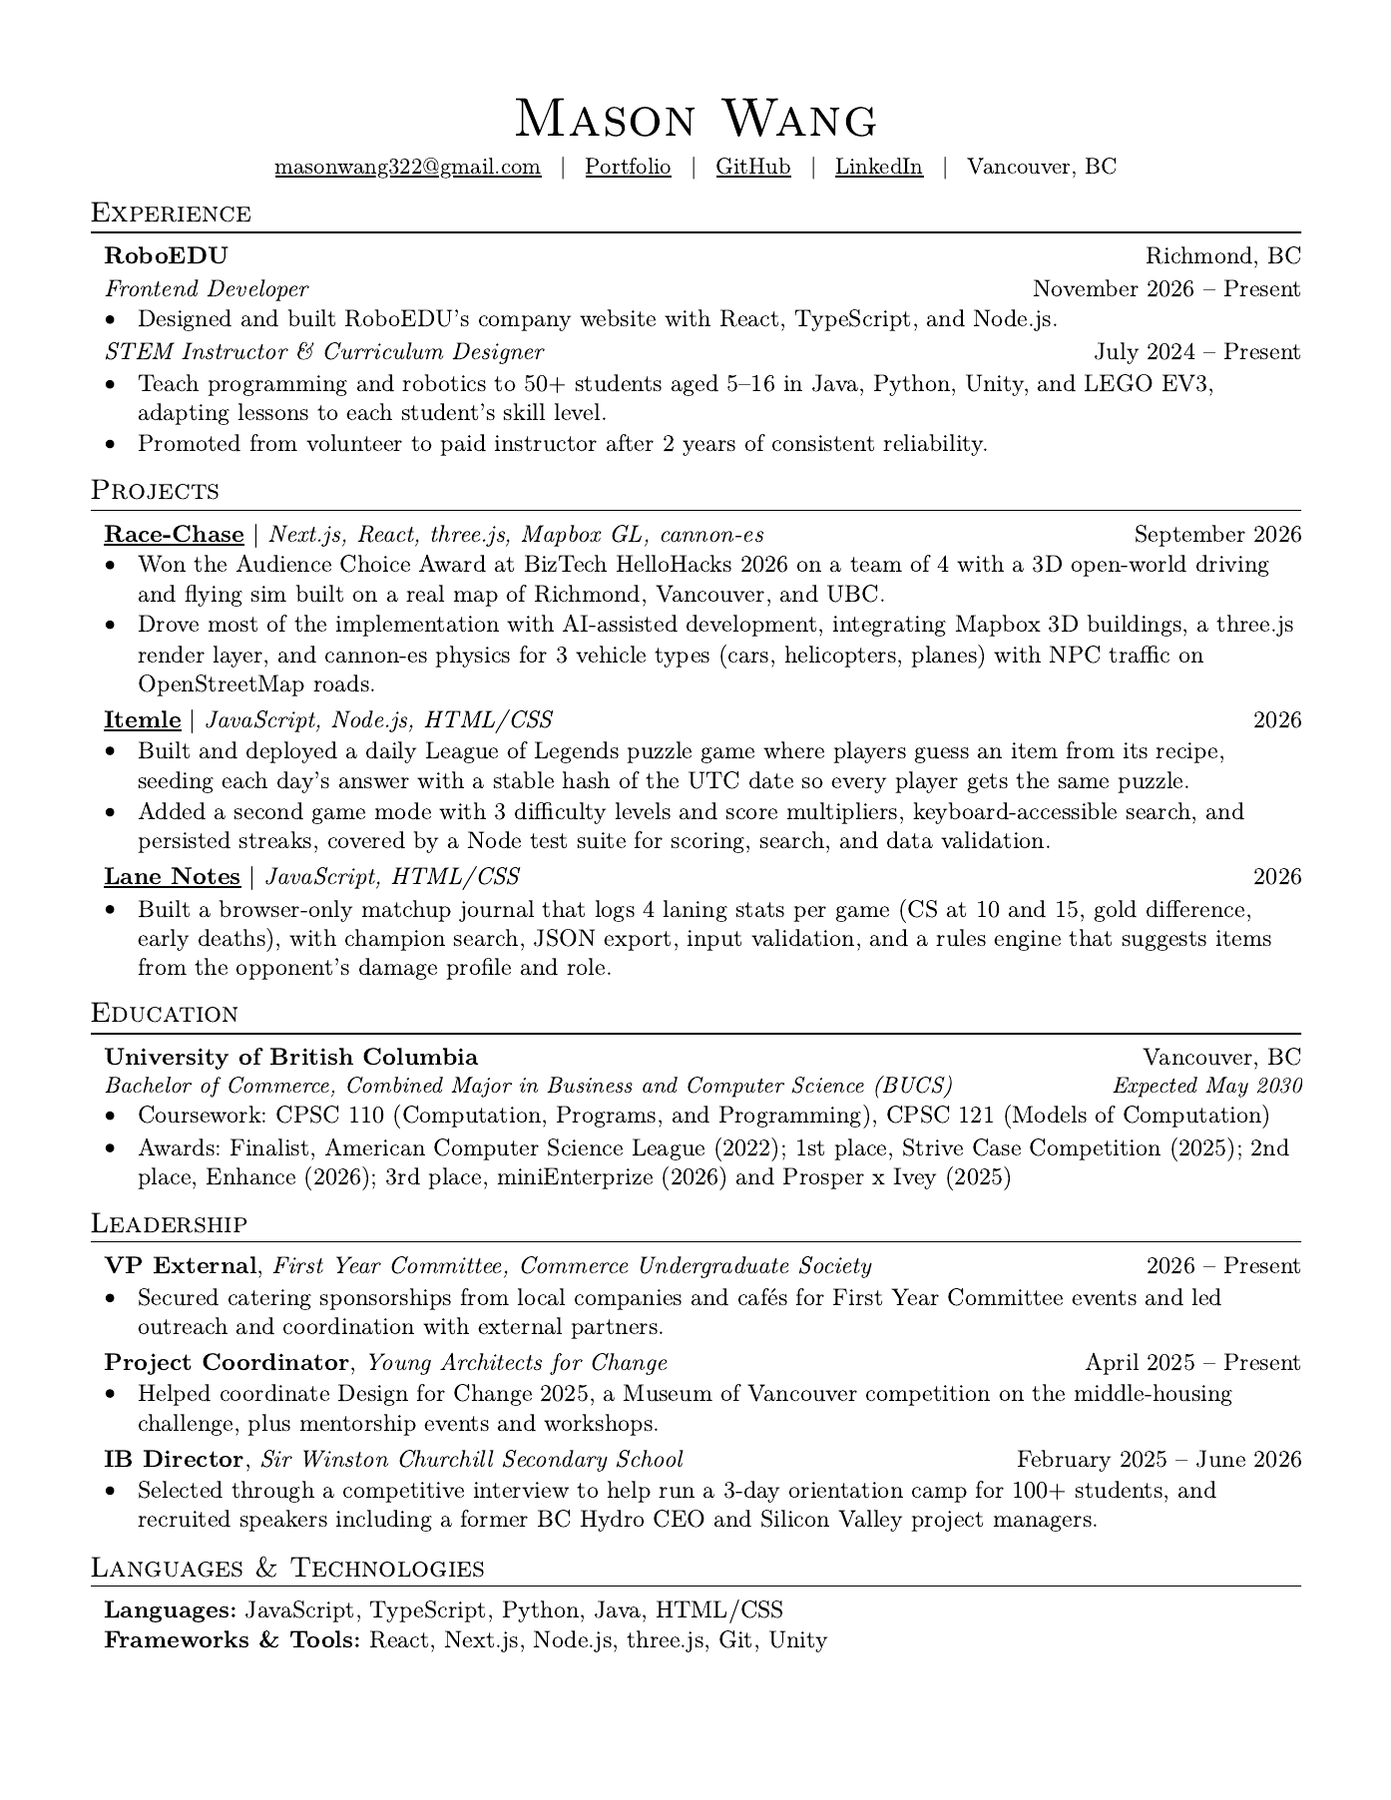 Mason Wang
masonwang322@gmail.com | Portfolio | GitHub | LinkedIn | Vancouver, BC
Experience
RoboEDU Richmond, BC
Frontend Developer November 2026 – Present
• Designed and built RoboEDU's company website with React, TypeScript, and Node.js.
STEM Instructor & Curriculum Designer July 2024 – Present
• Teach programming and robotics to 50+ students aged 5–16 in Java, Python, Unity, and LEGO EV3,
adapting lessons to each student's skill level.
• Promoted from volunteer to paid instructor after 2 years of consistent reliability.
Projects
Race-Chase | Next.js, React, three.js, Mapbox GL, cannon-es September 2026
• Won the Audience Choice Award at BizTech HelloHacks 2026 on a team of 4 with a 3D open-world driving
and flying sim built on a real map of Richmond, Vancouver, and UBC.
• Drove most of the implementation with AI-assisted development, integrating Mapbox 3D buildings, a three.js
render layer, and cannon-es physics for 3 vehicle types (cars, helicopters, planes) with NPC traffic on
OpenStreetMap roads.
Itemle | JavaScript, Node.js, HTML/CSS 2026
• Built and deployed a daily League of Legends puzzle game where players guess an item from its recipe,
seeding each day's answer with a stable hash of the UTC date so every player gets the same puzzle.
• Added a second game mode with 3 difficulty levels and score multipliers, keyboard-accessible search, and
persisted streaks, covered by a Node test suite for scoring, search, and data validation.
Lane Notes | JavaScript, HTML/CSS 2026
• Built a browser-only matchup journal that logs 4 laning stats per game (CS at 10 and 15, gold difference,
early deaths), with champion search, JSON export, input validation, and a rules engine that suggests items
from the opponent's damage profile and role.
Education
University of British Columbia Vancouver, BC
Bachelor of Commerce, Combined Major in Business and Computer Science (BUCS) Expected May 2030
• Coursework: CPSC 110 (Computation, Programs, and Programming), CPSC 121 (Models of Computation)
• Awards: Finalist, American Computer Science League (2022); 1st place, Strive Case Competition (2025); 2nd
place, Enhance (2026); 3rd place, miniEnterprize (2026) and Prosper x Ivey (2025)
Leadership
VP External, First Year Committee, Commerce Undergraduate Society 2026 – Present
• Secured catering sponsorships from local companies and cafés for First Year Committee events and led
outreach and coordination with external partners.
Project Coordinator, Young Architects for Change April 2025 – Present
• Helped coordinate Design for Change 2025, a Museum of Vancouver competition on the middle-housing
challenge, plus mentorship events and workshops.
IB Director, Sir Winston Churchill Secondary School February 2025 – June 2026
• Selected through a competitive interview to help run a 3-day orientation camp for 100+ students, and
recruited speakers including a former BC Hydro CEO and Silicon Valley project managers.
Languages & Technologies
Languages: JavaScript, TypeScript, Python, Java, HTML/CSS
Frameworks & Tools: React, Next.js, Node.js, three.js, Git, Unity